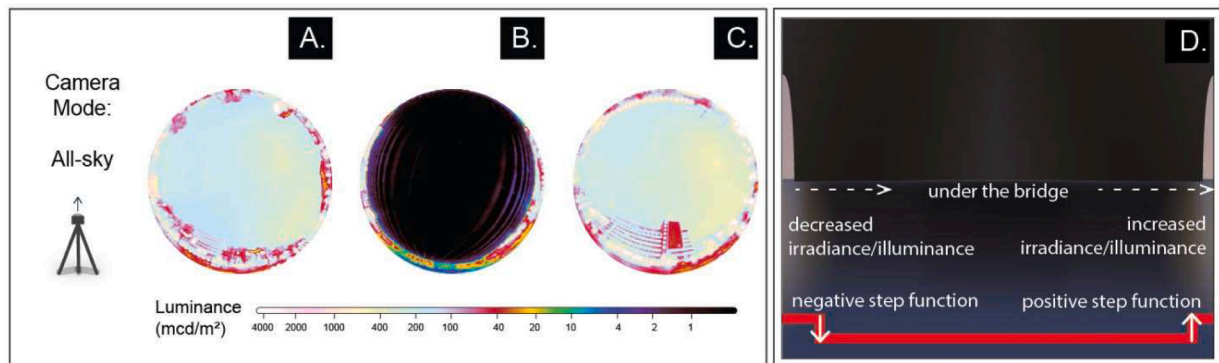 A.
B.
C.
Camera
Mode:
All-sky
Luminance
(mcd/m²)
4000 2000 1000 400 200 100 40 20 10 4 2 1
D.
under the bridge
decreased
irradiance/illuminance
increased
irradiance/illuminance
negative step function
positive step function